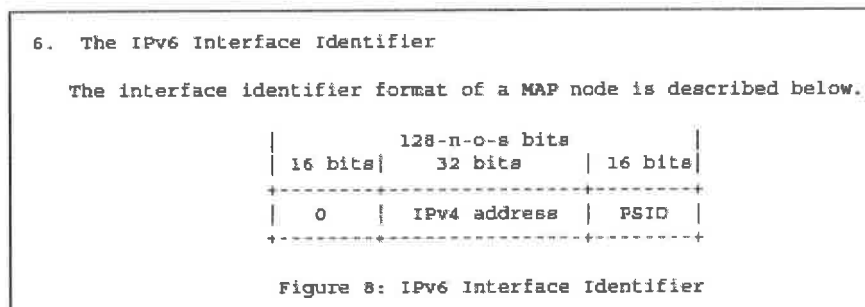 6. The IPv6 Interface Identifier
The interface identifier format of a MAP node is described below.
| 128-n-o-s bits |
| 16 bits| 32 bits | 16 bits|
+--------+----------------+--------+
| 0 | IPv4 address | PSID |
+--------+----------------+--------+
Figure 8: IPv6 Interface Identifier